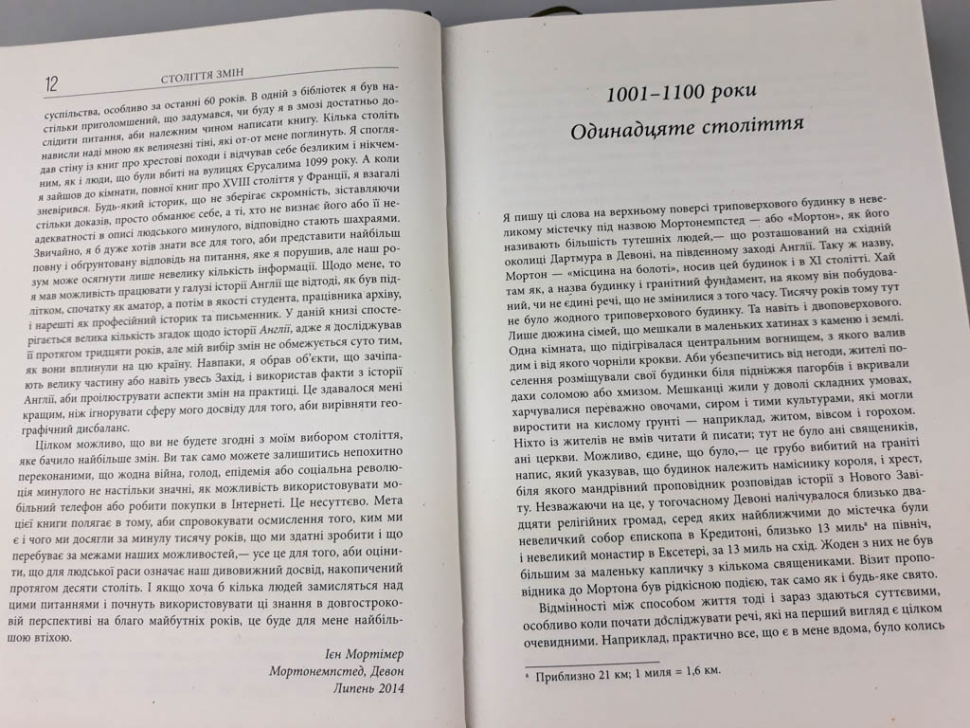 12
СТОЛІТТЯ ЗМІН
суспільства, особливо за останні 60 років. В одній з бібліотек я був на-
стільки приголомшений, що задумався, чи буду я в змозі достатньо до-
слідити питання, аби належним чином написати книгу. Кілька століть
нависли наді мною як величезні тіні, які от-от мене поглинуть. Я спогля-
дав стіну із книг про хрестові походи і відчував себе безликим і нікчем-
ним, як і люди, що були вбиті на вулицях Єрусалима 1099 року. А коли
я зайшов до кімнати, повної книг про XVIII століття у Франції, я взагалі
зневірився. Будь-який історик, що не зберігає скромність, зіставляючи
стільки доказів, просто обманює себе, а ті, хто не визнає його або її не-
адекватності в описі людського минулого, відповідно стають шахраями.
Звичайно, я б дуже хотів знати все для того, аби представити найбільш
повну і обґрунтовану відповідь на питання, яке я порушив, але наш ро-
зум може осягнути лише невелику кількість інформації. Щодо мене, то
я мав можливість працювати у галузі історії Англії ще відтоді, як був під-
літком, спочатку як аматор, а потім в якості студента, працівника архіву,
і нарешті як професійний історик та письменник. У даній книзі спосте-
рігається велика кількість згадок щодо історії Англії, адже я досліджував
її протягом тридцяти років, але мій вибір змін не обмежується суто тим,
як вони вплинули на цю країну. Навпаки, я обрав об'єкти, що зачіпа-
ють велику частину або навіть увесь Захід, і використав факти з історії
Англії, аби проілюструвати аспекти змін на практиці. Це здавалося мені
кращим, ніж ігнорувати сферу мого досвіду для того, аби вирівняти гео-
графічний дисбаланс.
Цілком можливо, що ви не будете згодні з моїм вибором століття,
яке бачило найбільше змін. Ви так само можете залишитись непохитно
переконаними, що жодна війна, голод, епідемія або соціальна револю-
ція минулого не настільки значні, як можливість використовувати мо-
більний телефон або робити покупки в Інтернеті. Це несуттєво. Мета
цієї книги полягає в тому, аби спровокувати осмислення того, ким ми
є і чого ми досягли за минулу тисячу років, що ми здатні зробити і що
перебуває за межами наших можливостей,— усе це для того, аби оціни-
ти, що для людської раси означає наш дивовижний досвід, накопичений
протягом десяти століть. І якщо хоча б кілька людей замисляться над
цими питаннями і почнуть використовувати ці знання в довгостроко-
вій перспективі на благо майбутніх років, це буде для мене найбіль-
шою втіхою.
Ієн Мортімер
Мортонемпстед, Девон
Липень 2014
1001–1100 роки
Одинадцяте століття
Я пишу ці слова на верхньому поверсі триповерхового будинку в неве-
ликому містечку під назвою Мортонемпстед — або «Мортон», як його
називають більшість тутешніх людей,— що розташований на східній
околиці Дартмура в Девоні, на південному заході Англії. Таку ж назву,
Мортон — «місцина на болоті», носив цей будинок і в XI столітті. Хай
там як, а назва будинку і гранітний фундамент, на якому він побудова-
ний, чи не єдині речі, що не змінилися з того часу. Тисячу років тому тут
не було жодного триповерхового будинку. Та навіть і двоповерхового.
Лише дюжина сімей, що мешкали в маленьких хатинах з каменю і землі.
Одна кімната, що підігрівалася центральним вогнищем, з якого валив
дим і від якого чорніли крокви. Аби убезпечитись від негоди, жителі по-
селення розміщували свої будинки біля підніжжя пагорбів і вкривали
дахи соломою або хмизом. Мешканці жили у доволі складних умовах,
харчувалися переважно овочами, сиром і тими культурами, які могли
виростити на кислому ґрунті — наприклад, житом, вівсом і горохом.
Ніхто із жителів не вмів читати й писати; тут не було ані священиків,
ані церкви. Можливо, єдине, що було,— це грубо вибитий на граніті
напис, який указував, що будинок належить наміснику короля, і хрест,
біля якого мандрівний проповідник розповідав історії з Нового Заві-
ту. Незважаючи на це, у тогочасному Девоні налічувалося близько два-
дцяти релігійних громад, серед яких найближчими до містечка були
невеличкий собор єпископа в Кредитоні, близько 13 миль* на північ,
і невеликий монастир в Ексетері, за 13 миль на схід. Жоден з них не був
більшим за маленьку капличку з кількома священиками. Візит пропо-
відника до Мортона був рідкісною подією, так само як і будь-яке свято.
Відмінності між способом життя тоді і зараз здаються суттєвими,
особливо коли почати досліджувати речі, які на перший вигляд є цілком
очевидними. Наприклад, практично все, що є в мене вдома, було колись
* Приблизно 21 км; 1 миля = 1,6 км.